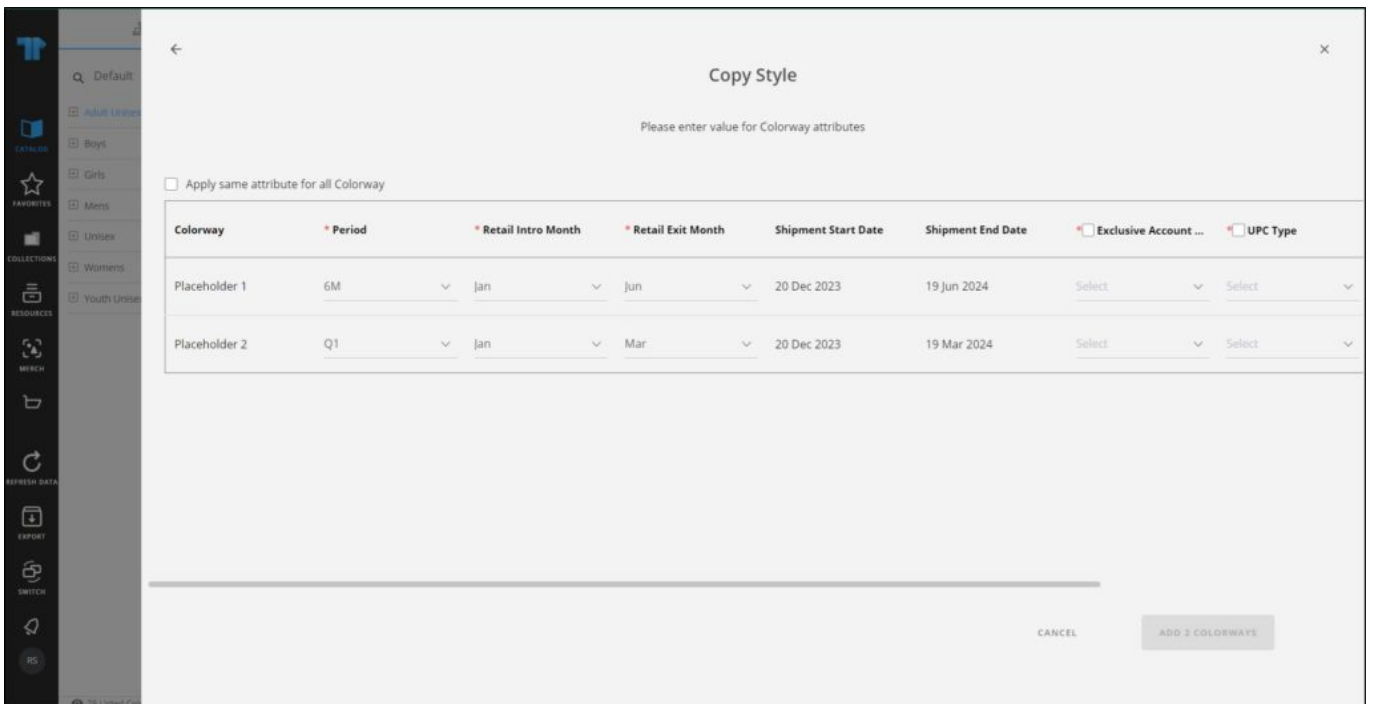 Copy Style
Please enter value for Colorway attributes
Apply same attribute for all Colorway
Colorway * Period * Retail Intro Month * Retail Exit Month Shipment Start Date Shipment End Date * Exclusive Account ... * UPC Type
Placeholder 1 6M Jan Jun 20 Dec 2023 19 Jun 2024 Select Select
Placeholder 2 Q1 Jan Mar 20 Dec 2023 19 Mar 2024 Select Select
CANCEL ADD 2 COLORWAYS
Default
Adult Unisex
Boys
Girls
Mens
Unisex
Womens
Youth Unise
CATALOG
FAVORITES
COLLECTIONS
RESOURCES
MERCH
REFRESH DATA
EXPORT
SWITCH
RS